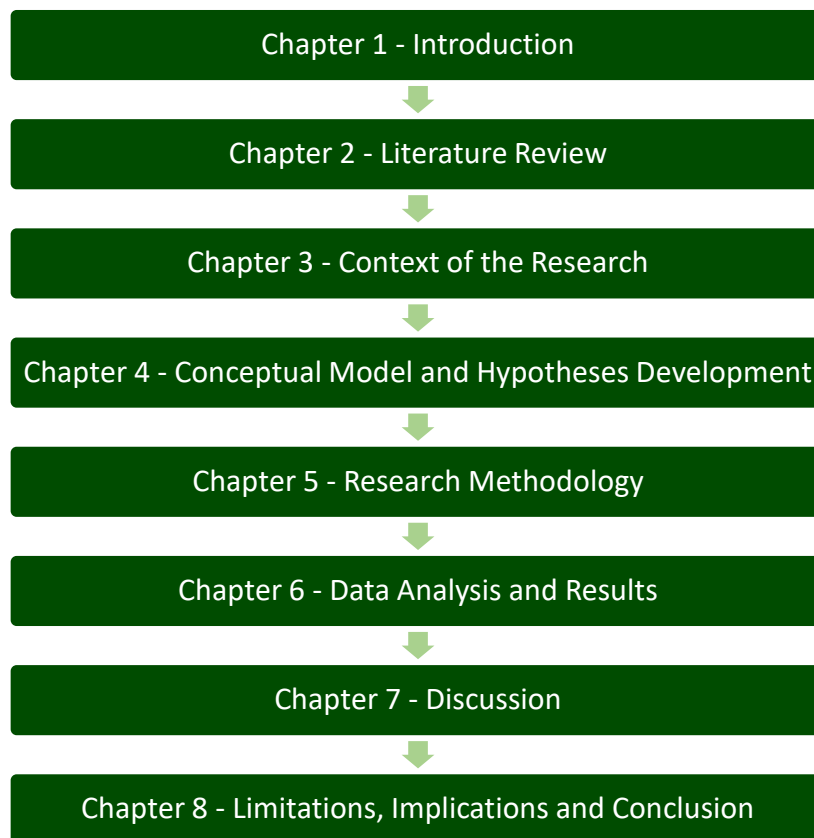 Chapter 1 - Introduction
Chapter 2 - Literature Review
Chapter 3 - Context of the Research
Chapter 4 - Conceptual Model and Hypotheses Development
Chapter 5 - Research Methodology
Chapter 6 - Data Analysis and Results
Chapter 7 - Discussion
Chapter 8 - Limitations, Implications and Conclusion